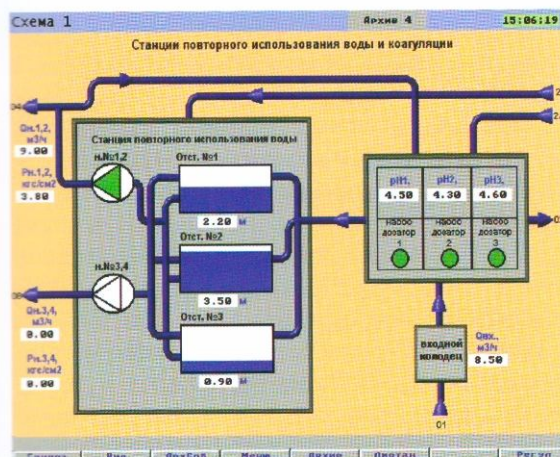 Схема 1
Архив 4
15:06:19
Станции повторного использования воды и коагуляции
04
Qн.1,2,
м3/ч
9.00
Рн.1,2,
кгс/см2
3.80
Станция повторного использования воды
н.№1,2
Отст. №1
2.20 м
Отст. №2
3.50 м
н.№3,4
Отст. №3
0.90 м
Qн.3,4,
м3/ч
0.00
Рн.3,4,
кгс/см2
0.00
pH1,
4.50
pH2,
4.30
pH3,
4.60
насос
дозатор
1
насос
дозатор
2
насос
дозатор
3
входной
колодец
Qвх.,
м3/ч
8.50
01
Меню
Архив